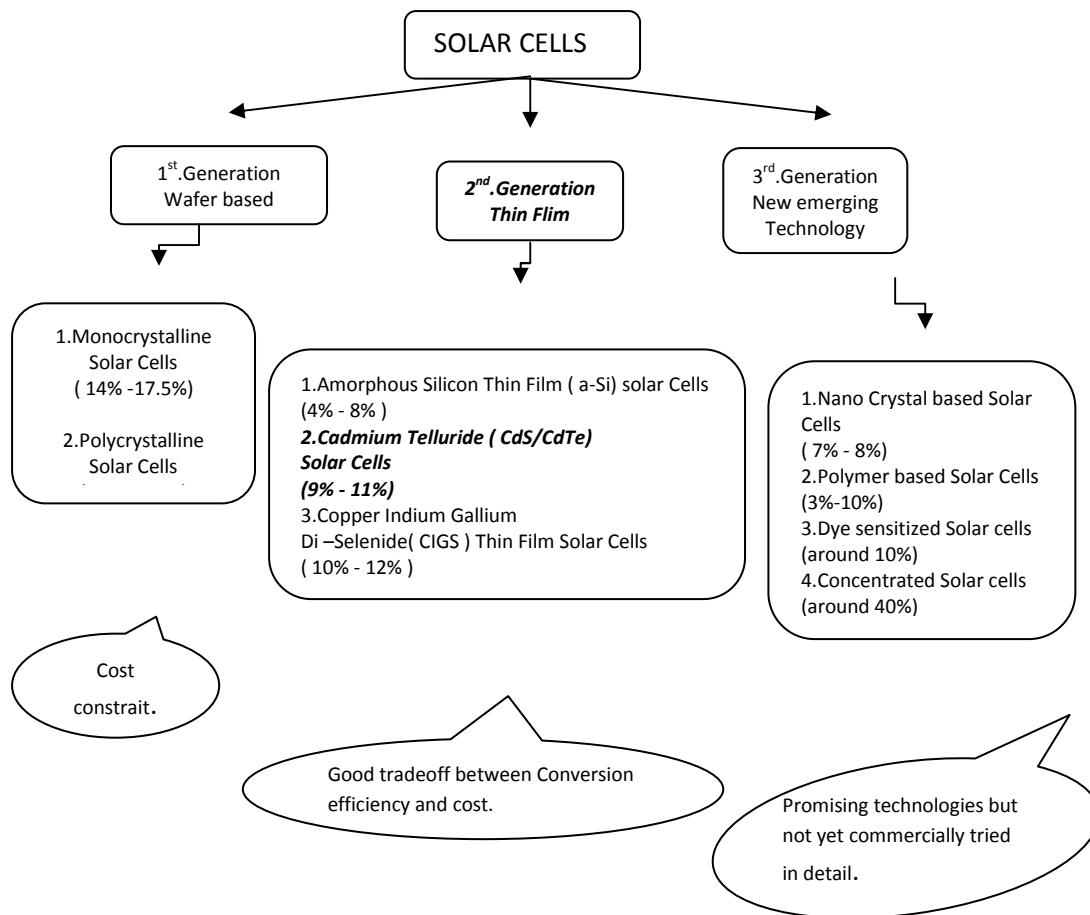 SOLAR CELLS
1st.Generation
Wafer based
2nd.Generation
Thin Flim
3rd.Generation
New emerging
Technology
1.Monocrystalline
Solar Cells
( 14% -17.5%)
2.Polycrystalline
Solar Cells
1.Amorphous Silicon Thin Film ( a-Si) solar Cells
(4% - 8% )
2.Cadmium Telluride ( CdS/CdTe)
Solar Cells
(9% - 11%)
3.Copper Indium Gallium
Di –Selenide( CIGS ) Thin Film Solar Cells
( 10% - 12% )
1.Nano Crystal based Solar
Cells
( 7% - 8%)
2.Polymer based Solar Cells
(3%-10%)
3.Dye sensitized Solar cells
(around 10%)
4.Concentrated Solar cells
(around 40%)
Cost
constrait.
Good tradeoff between Conversion
efficiency and cost.
Promising technologies but
not yet commercially tried
in detail.